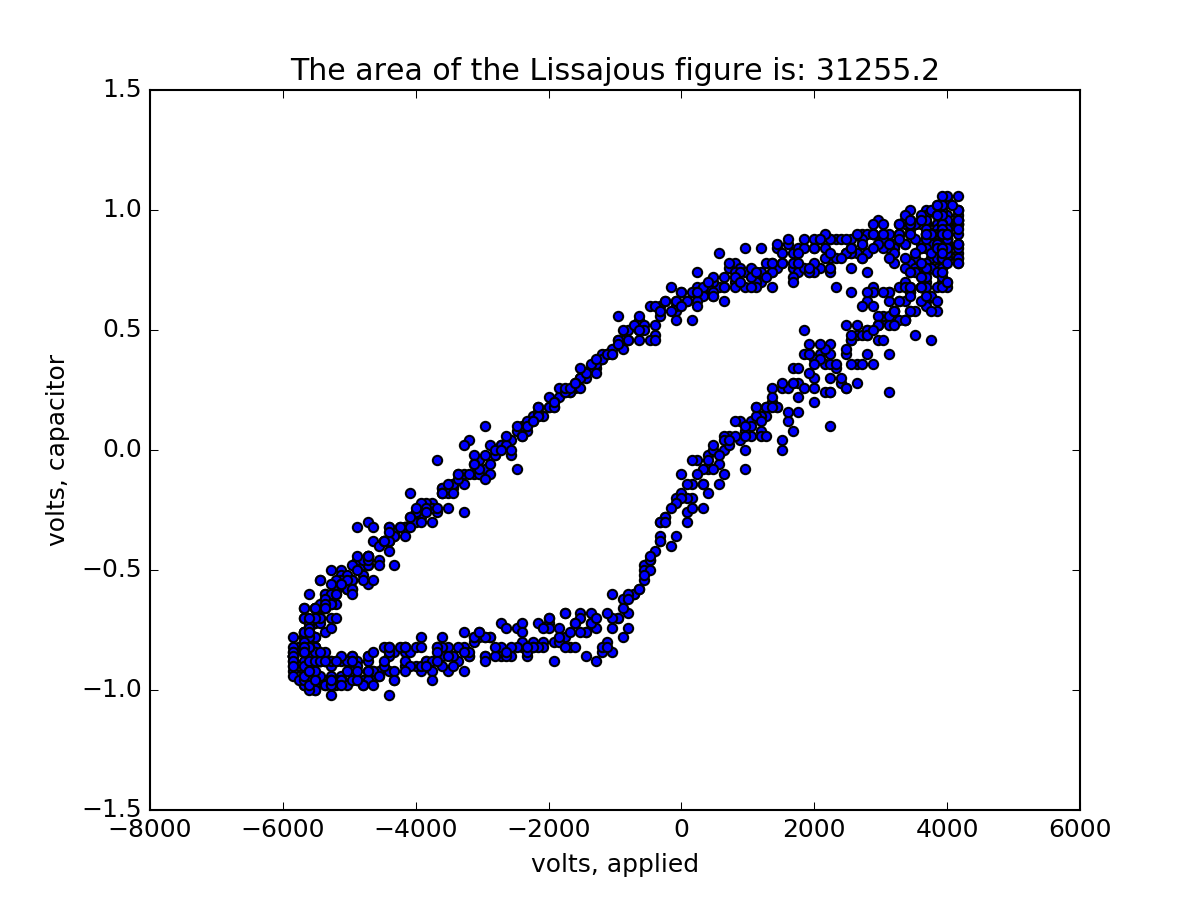 The area of the Lissajous figure is: 31255.2
1.5
1.0
0.5
0.0
−0.5
−1.0
−1.5
volts, capacitor
−8000 −6000 −4000 −2000 0 2000 4000 6000
volts, applied